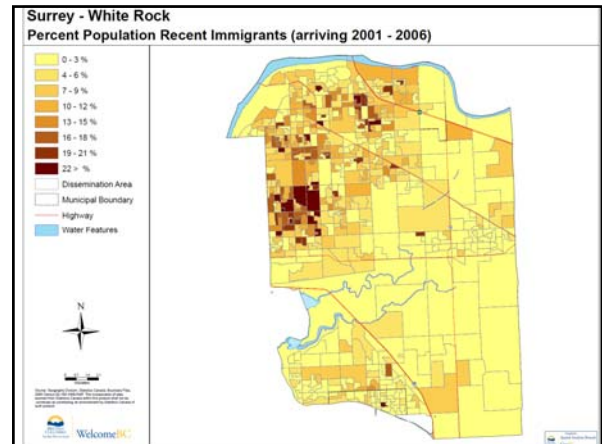 Surrey - White Rock
Percent Population Recent Immigrants (arriving 2001 - 2006)
0 - 3 %
4 - 6 %
7 - 9 %
10 - 12 %
13 - 15 %
16 - 18 %
19 - 21 %
22 > %
Dissemination Area
Municipal Boundary
Highway
Water Features
N
WelcomeBC